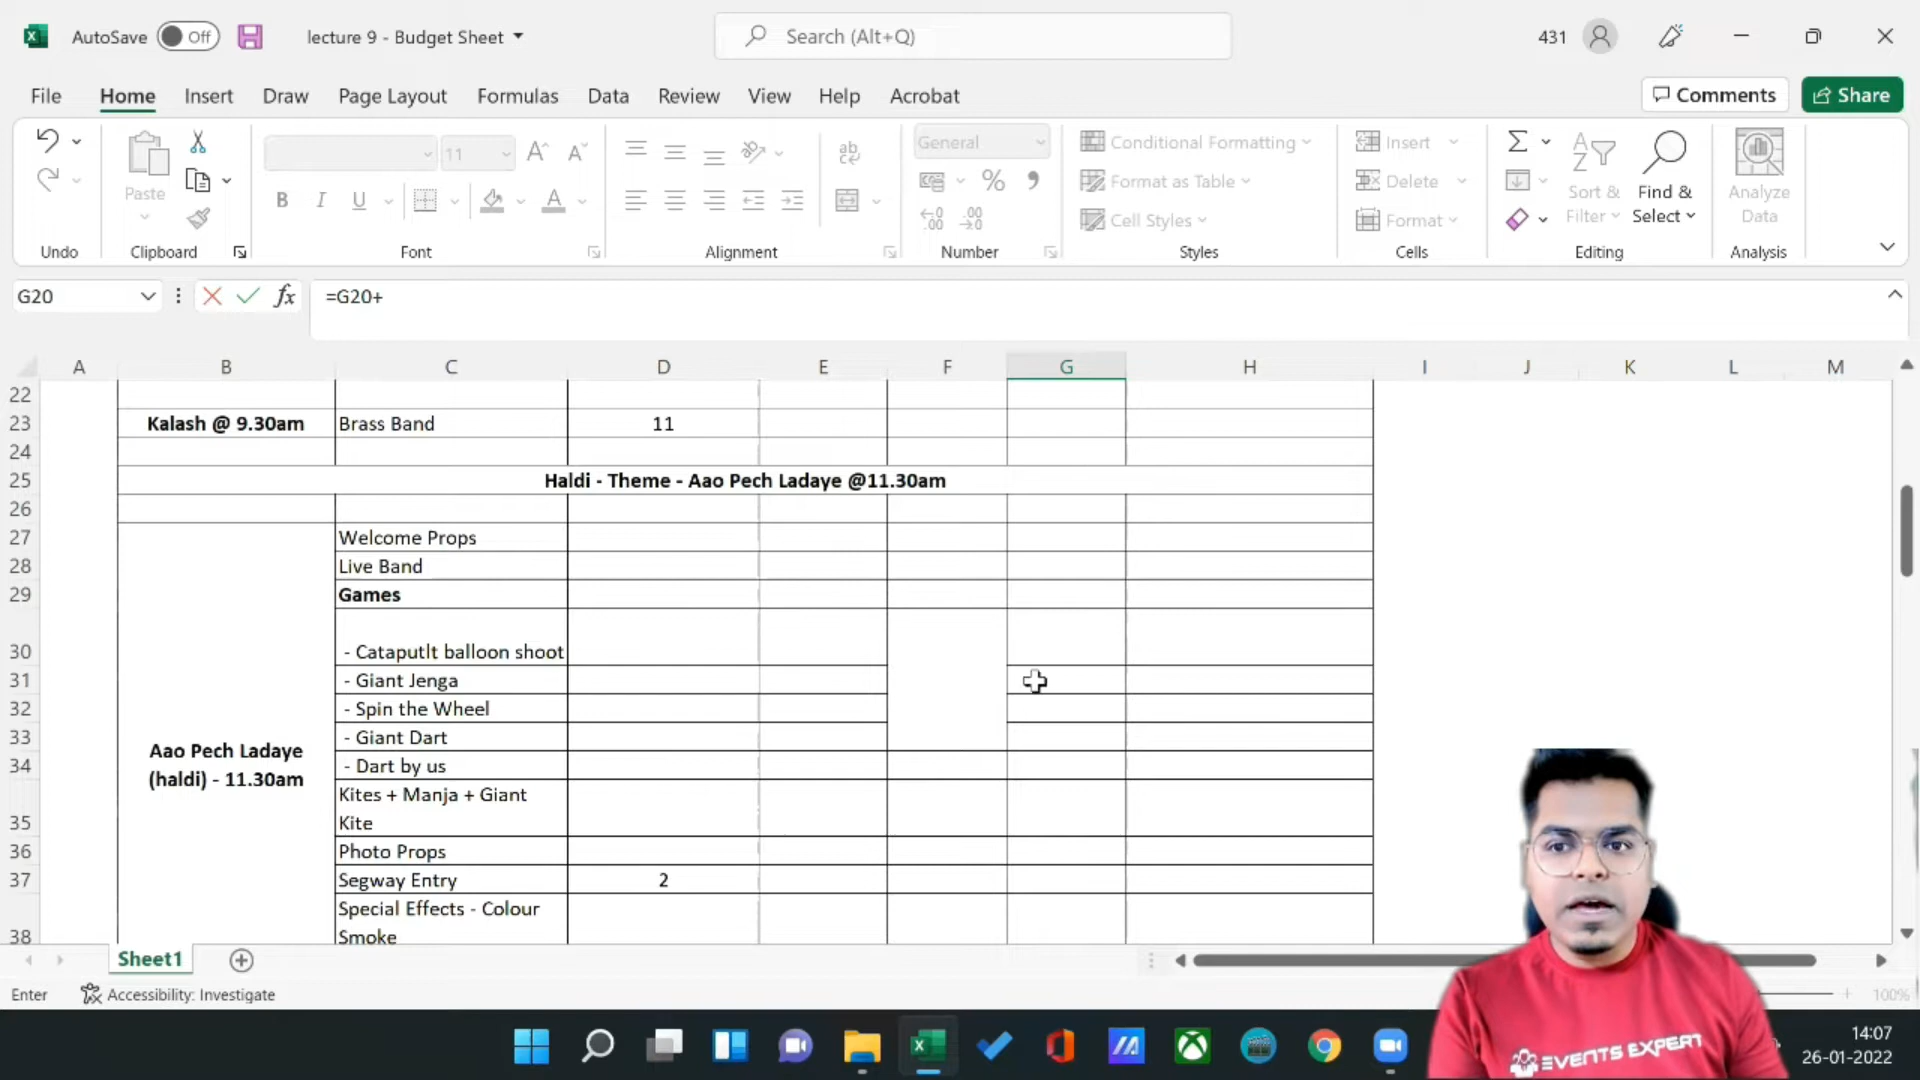 AutoSave Off lecture 9 - Budget Sheet Search (Alt+Q) 431
File Home Insert Draw Page Layout Formulas Data Review View Help Acrobat Comments Share
11 General Conditional Formatting Insert
Paste Format as Table Delete Sort & Filter Find & Select Analyze Data
B I U Cell Styles Format
Undo Clipboard Font Alignment Number Styles Cells Editing Analysis
G20 fx =G20+
A B C D E F G H I J K L M
22
23 Kalash @ 9.30am Brass Band 11
24
25 Haldi - Theme - Aao Pech Ladaye @11.30am
26
27 Welcome Props
28 Live Band
29 Games
30 - Cataputlt balloon shoot
31 - Giant Jenga
32 - Spin the Wheel
33 - Giant Dart
34 - Dart by us
Aao Pech Ladaye
(haldi) - 11.30am
Kites + Manja + Giant
35 Kite
36 Photo Props
37 Segway Entry 2
Special Effects - Colour
38 Smoke
Sheet1
Enter Accessibility: Investigate 100%
EVENTS EXPERT
14:07
26-01-2022